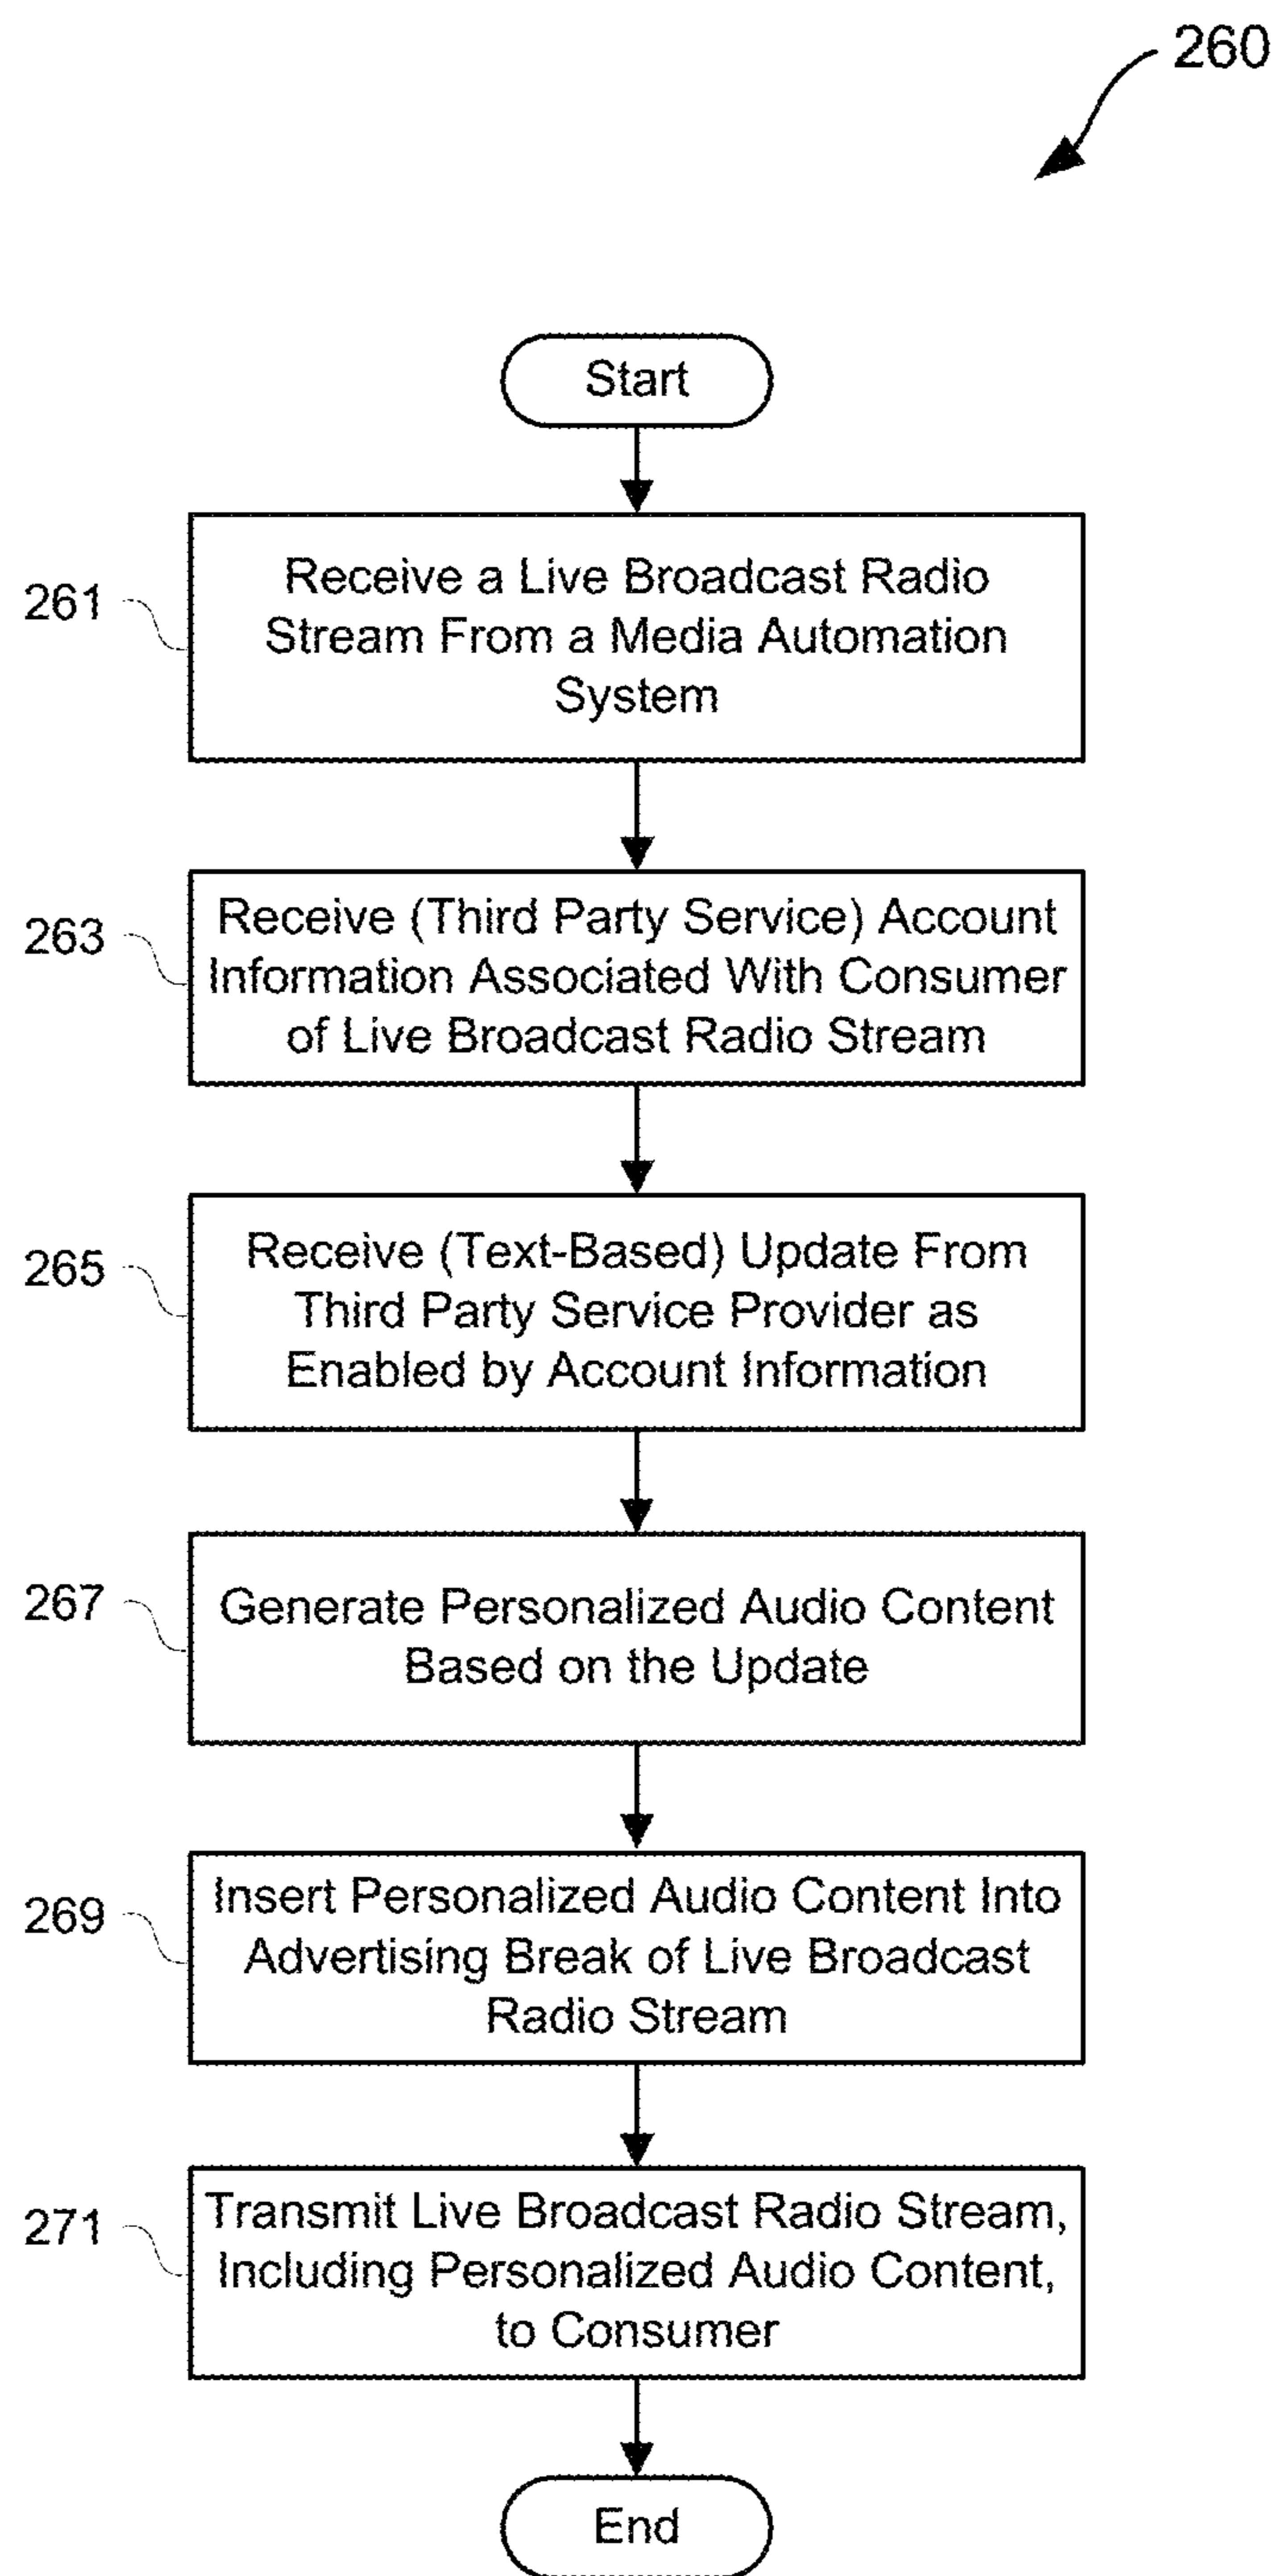 260
Start
261
Receive a Live Broadcast Radio
Stream From a Media Automation
System
263
Receive (Third Party Service) Account
Information Associated With Consumer
of Live Broadcast Radio Stream
265
Receive (Text-Based) Update From
Third Party Service Provider as
Enabled by Account Information
267
Generate Personalized Audio Content
Based on the Update
269
Insert Personalized Audio Content Into
Advertising Break of Live Broadcast
Radio Stream
271
Transmit Live Broadcast Radio Stream,
Including Personalized Audio Content,
to Consumer
End